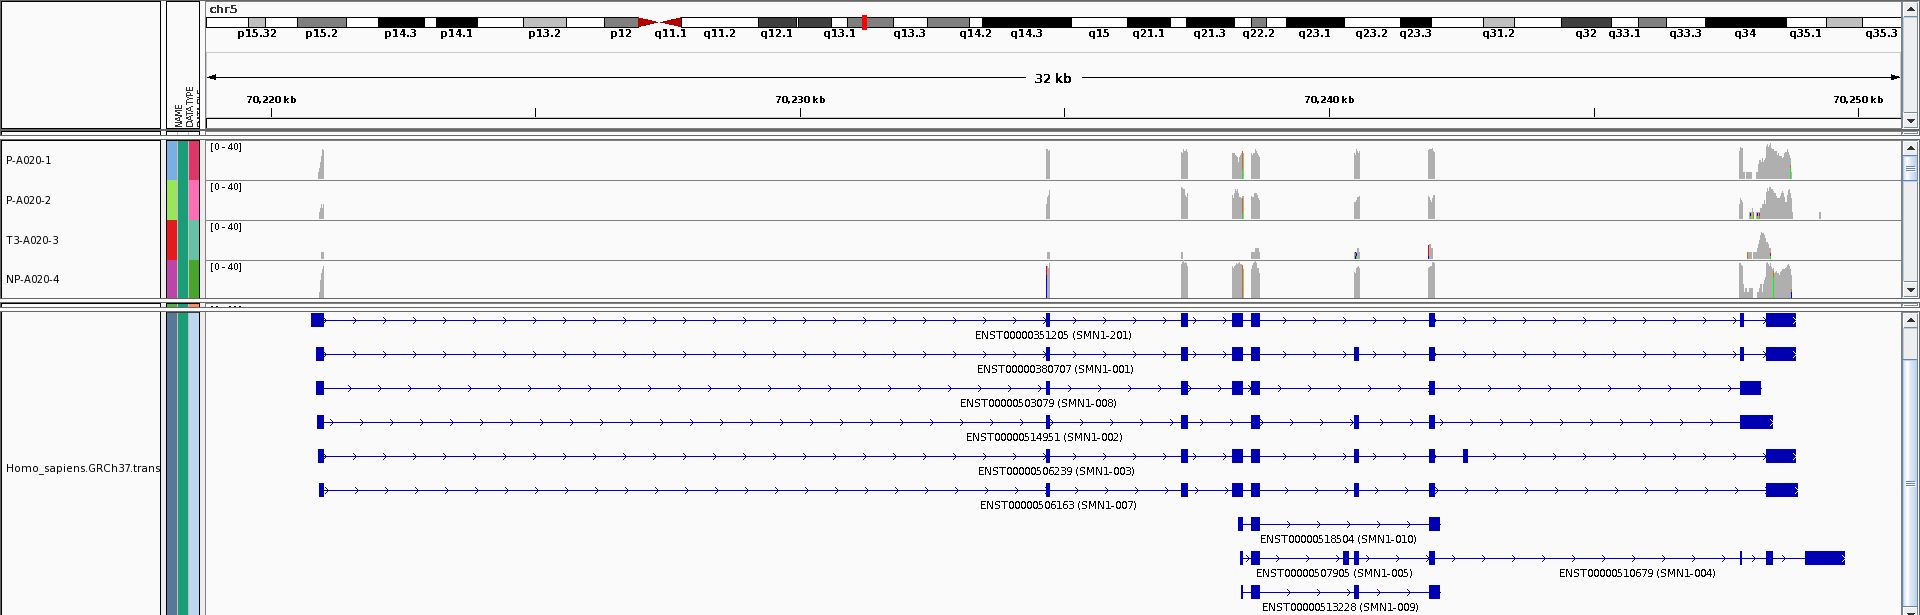 chr5
p15.32 p15.2 p14.3 p14.1 p13.2 p12 q11.1 q11.2 q12.1 q13.1 q13.3 q14.2 q14.3 q15 q21.1 q21.3 q22.2 q23.1 q23.2 q23.3 q31.2 q32 q33.1 q33.3 q34 q35.1 q35.3
32 kb
70,220 kb 70,230 kb 70,240 kb 70,250 kb
NAME
DATA TYPE
P-A020-1 [0 - 40]
P-A020-2 [0 - 40]
T3-A020-3 [0 - 40]
NP-A020-4 [0 - 40]
ENST00000351205 (SMN1-201)
ENST00000380707 (SMN1-001)
ENST00000503079 (SMN1-008)
ENST00000514951 (SMN1-002)
Homo_sapiens.GRCh37.trans
ENST00000506239 (SMN1-003)
ENST00000506163 (SMN1-007)
ENST00000518504 (SMN1-010)
ENST00000507905 (SMN1-005) ENST00000510679 (SMN1-004)
ENST00000513228 (SMN1-009)